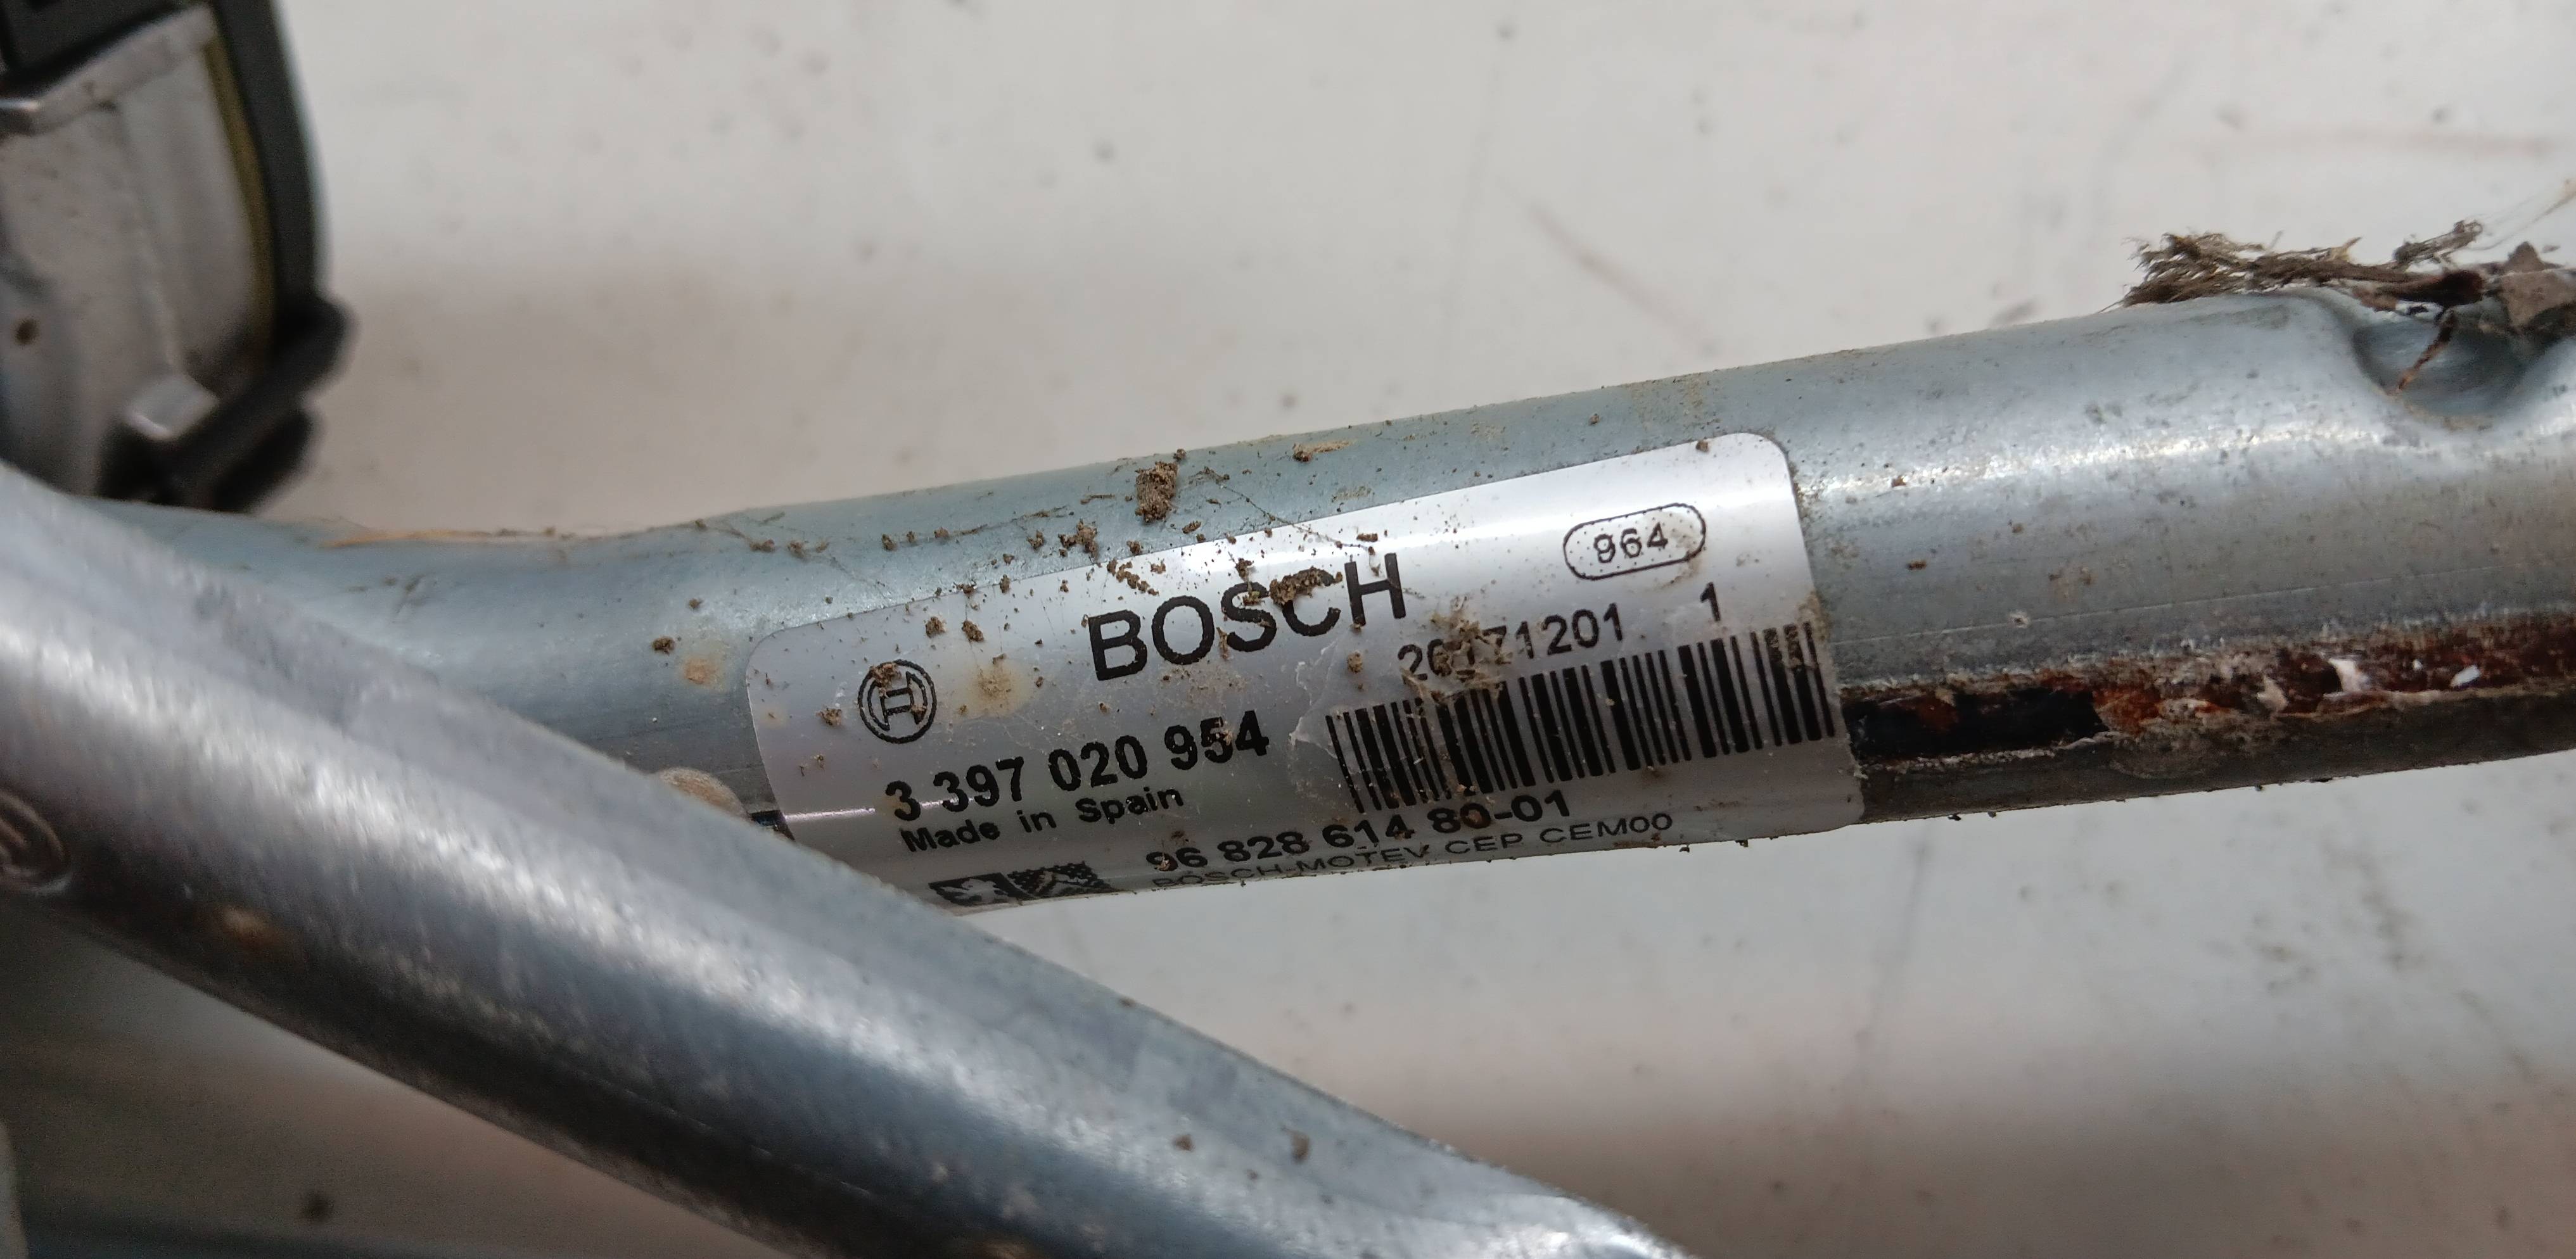 964
BOSCH
20171201 1
3 397 020 954
Made in Spain
96 828 614 80-01
BOSCH-MOTEV CEP CEM00